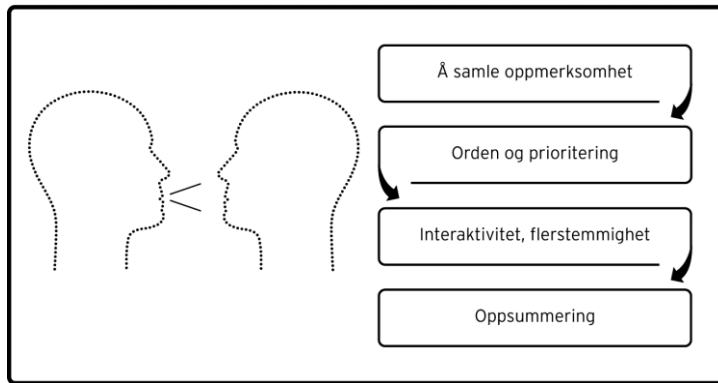 Å samle oppmerksomhet
Orden og prioritering
Interaktivitet, flerstemmighet
Oppsummering